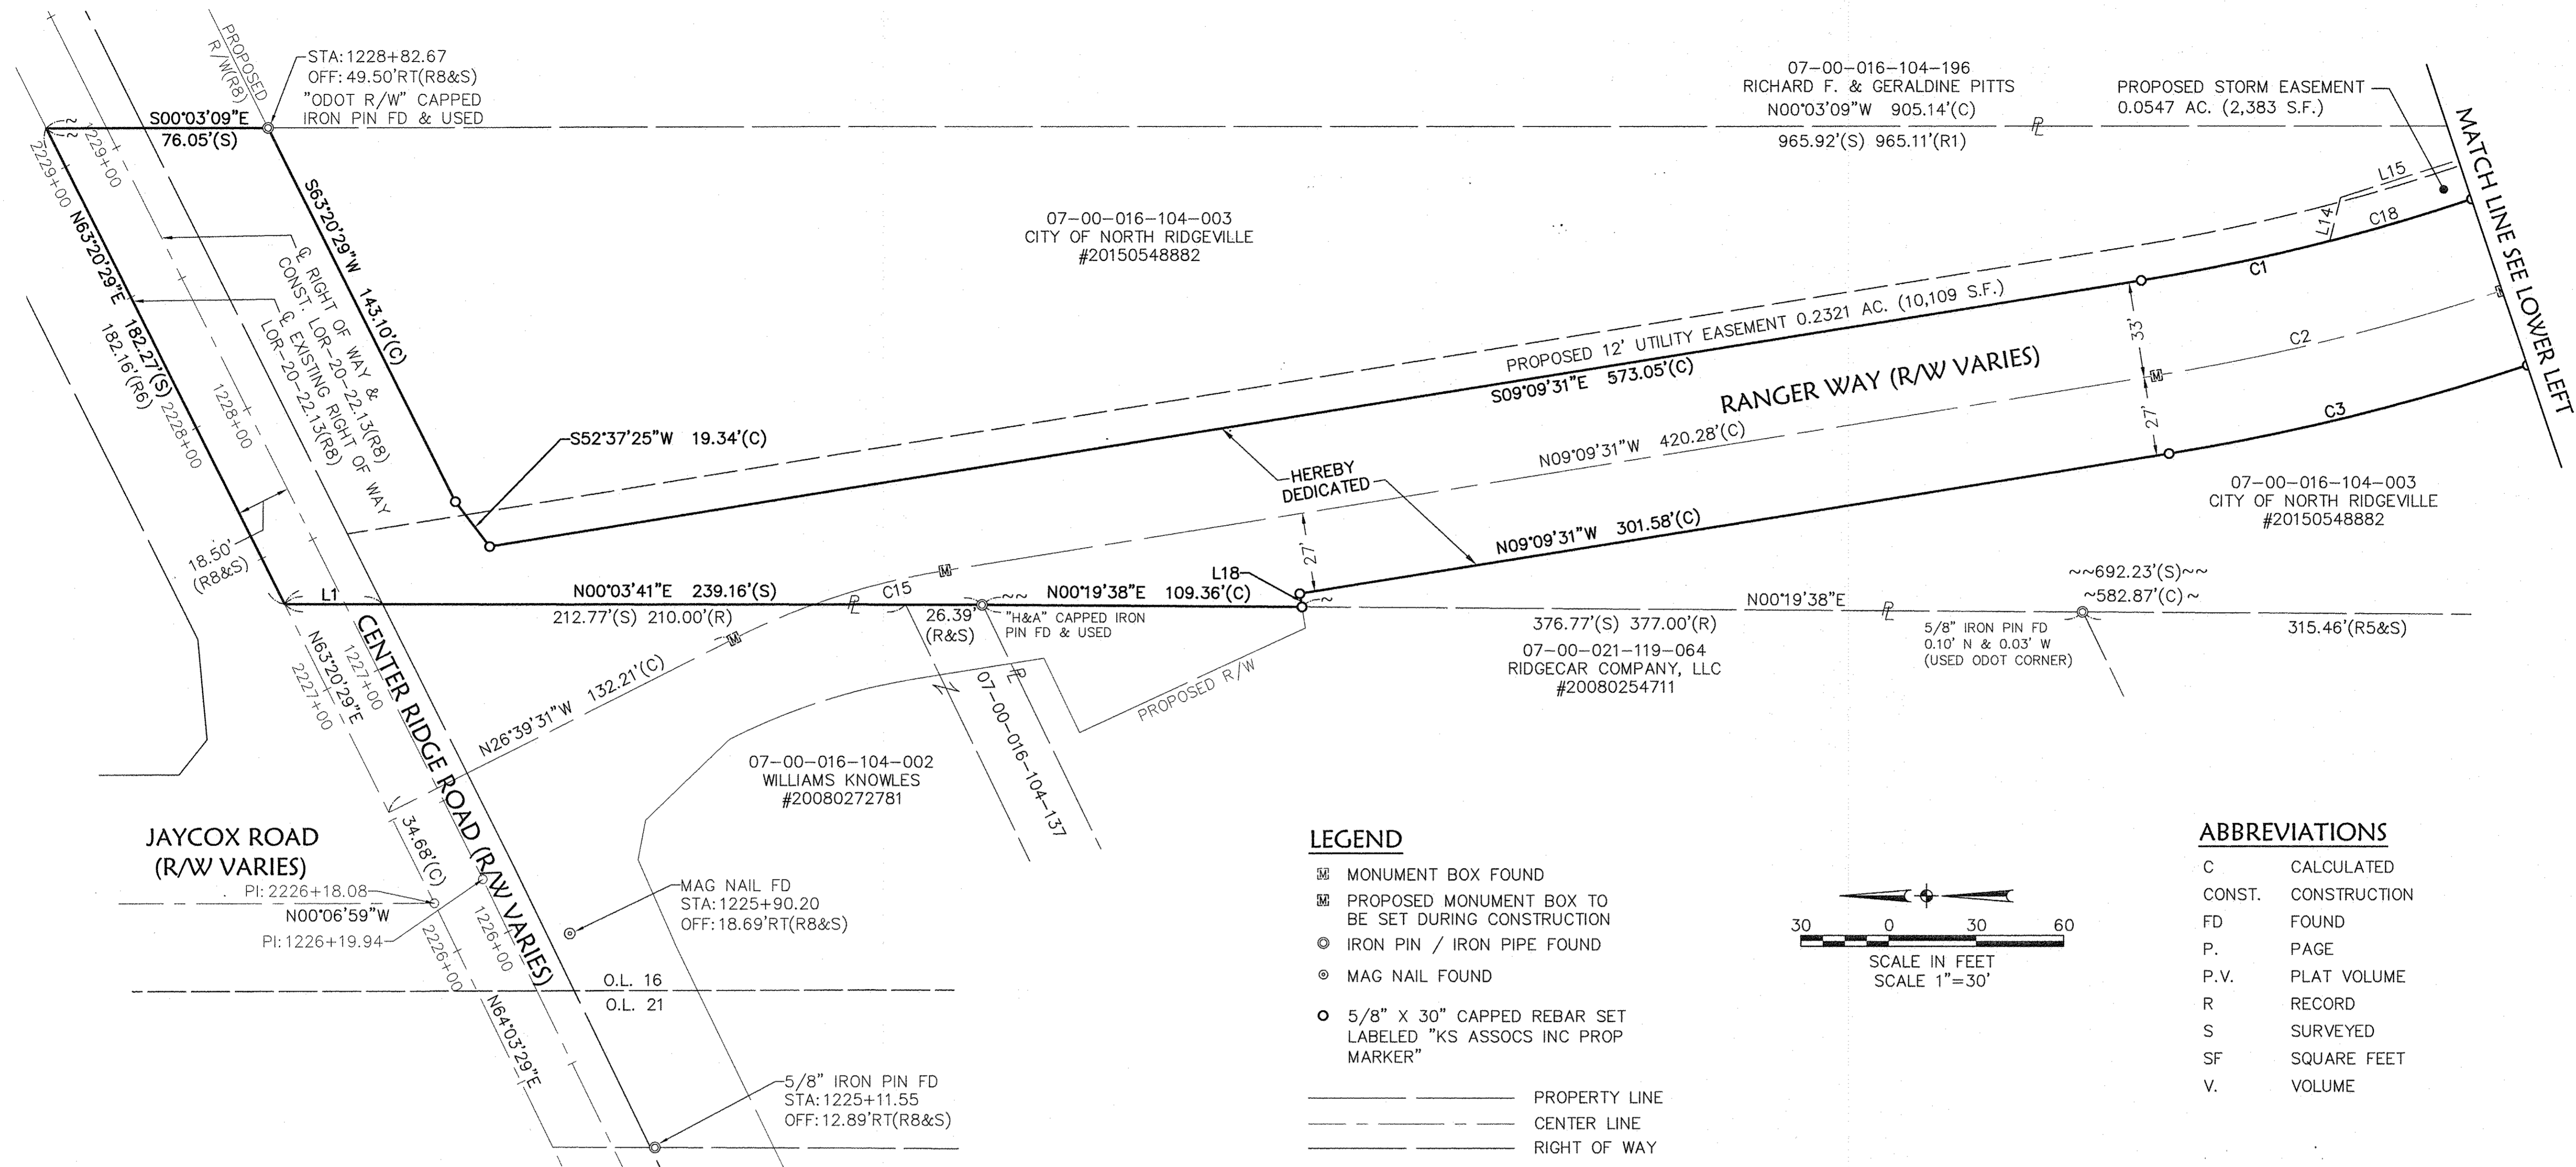 PROPOSED
R/W(R8)
STA: 1228+82.67
OFF: 49.50'RT(R8&S)
"ODOT R/W" CAPPED
IRON PIN FD & USED
S00°03'09"E
76.05'(S)
1229+00
2229+00
N63°20'29"E 182.27'(S)
182.16'(R6)
2228+00
1228+00
S63°20'29"W 143.10'(C)
℄ RIGHT OF WAY &
CONST. LOR-20-22.13(R8)
℄ EXISTING RIGHT OF WAY
LOR-20-22.13(R8)
18.50'
(R8&S)
S52°37'25"W 19.34'(C)
07-00-016-104-003
CITY OF NORTH RIDGEVILLE
#20150548882
07-00-016-104-196
RICHARD F. & GERALDINE PITTS
N00°03'09"W 905.14'(C)
965.92'(S) 965.11'(R1)
PROPOSED STORM EASEMENT
0.0547 AC. (2,383 S.F.)
MATCH LINE SEE LOWER LEFT
L15
L14
C18
C1
C2
C3
33'
27'
PROPOSED 12' UTILITY EASEMENT 0.2321 AC. (10,109 S.F.)
S09°09'31"E 573.05'(C)
RANGER WAY (R/W VARIES)
N09°09'31"W 420.28'(C)
HEREBY
DEDICATED
27'
N09°09'31"W 301.58'(C)
07-00-016-104-003
CITY OF NORTH RIDGEVILLE
#20150548882
L1
N00°03'41"E 239.16'(S)
212.77'(S) 210.00'(R)
C15
26.39'
(R&S)
N00°19'38"E 109.36'(C)
"H&A" CAPPED IRON
PIN FD & USED
L18
N00°19'38"E
376.77'(S) 377.00'(R)
07-00-021-119-064
RIDGECAR COMPANY, LLC
#20080254711
~~692.23'(S)~~
~582.87'(C)~
5/8" IRON PIN FD
0.10' N & 0.03' W
(USED ODOT CORNER)
315.46'(R5&S)
PROPOSED R/W
07-00-016-104-137
N26°39'31"W 132.21'(C)
CENTER RIDGE ROAD (R/W VARIES)
N63°20'29"E
2227+00
1227+00
34.68'(C)
07-00-016-104-002
WILLIAMS KNOWLES
#20080272781
JAYCOX ROAD
(R/W VARIES)
PI: 2226+18.08
N00°06'59"W
PI: 1226+19.94
2226+00
1226+00
N64°03'29"E
MAG NAIL FD
STA: 1225+90.20
OFF: 18.69'RT(R8&S)
O.L. 16
O.L. 21
5/8" IRON PIN FD
STA: 1225+11.55
OFF: 12.89'RT(R8&S)
LEGEND
M MONUMENT BOX FOUND
M PROPOSED MONUMENT BOX TO
BE SET DURING CONSTRUCTION
IRON PIN / IRON PIPE FOUND
MAG NAIL FOUND
5/8" X 30" CAPPED REBAR SET
LABELED "KS ASSOCS INC PROP
MARKER"
PROPERTY LINE
CENTER LINE
RIGHT OF WAY
30 0 30 60
SCALE IN FEET
SCALE 1"=30'
ABBREVIATIONS
C CALCULATED
CONST. CONSTRUCTION
FD FOUND
P. PAGE
P.V. PLAT VOLUME
R RECORD
S SURVEYED
SF SQUARE FEET
V. VOLUME